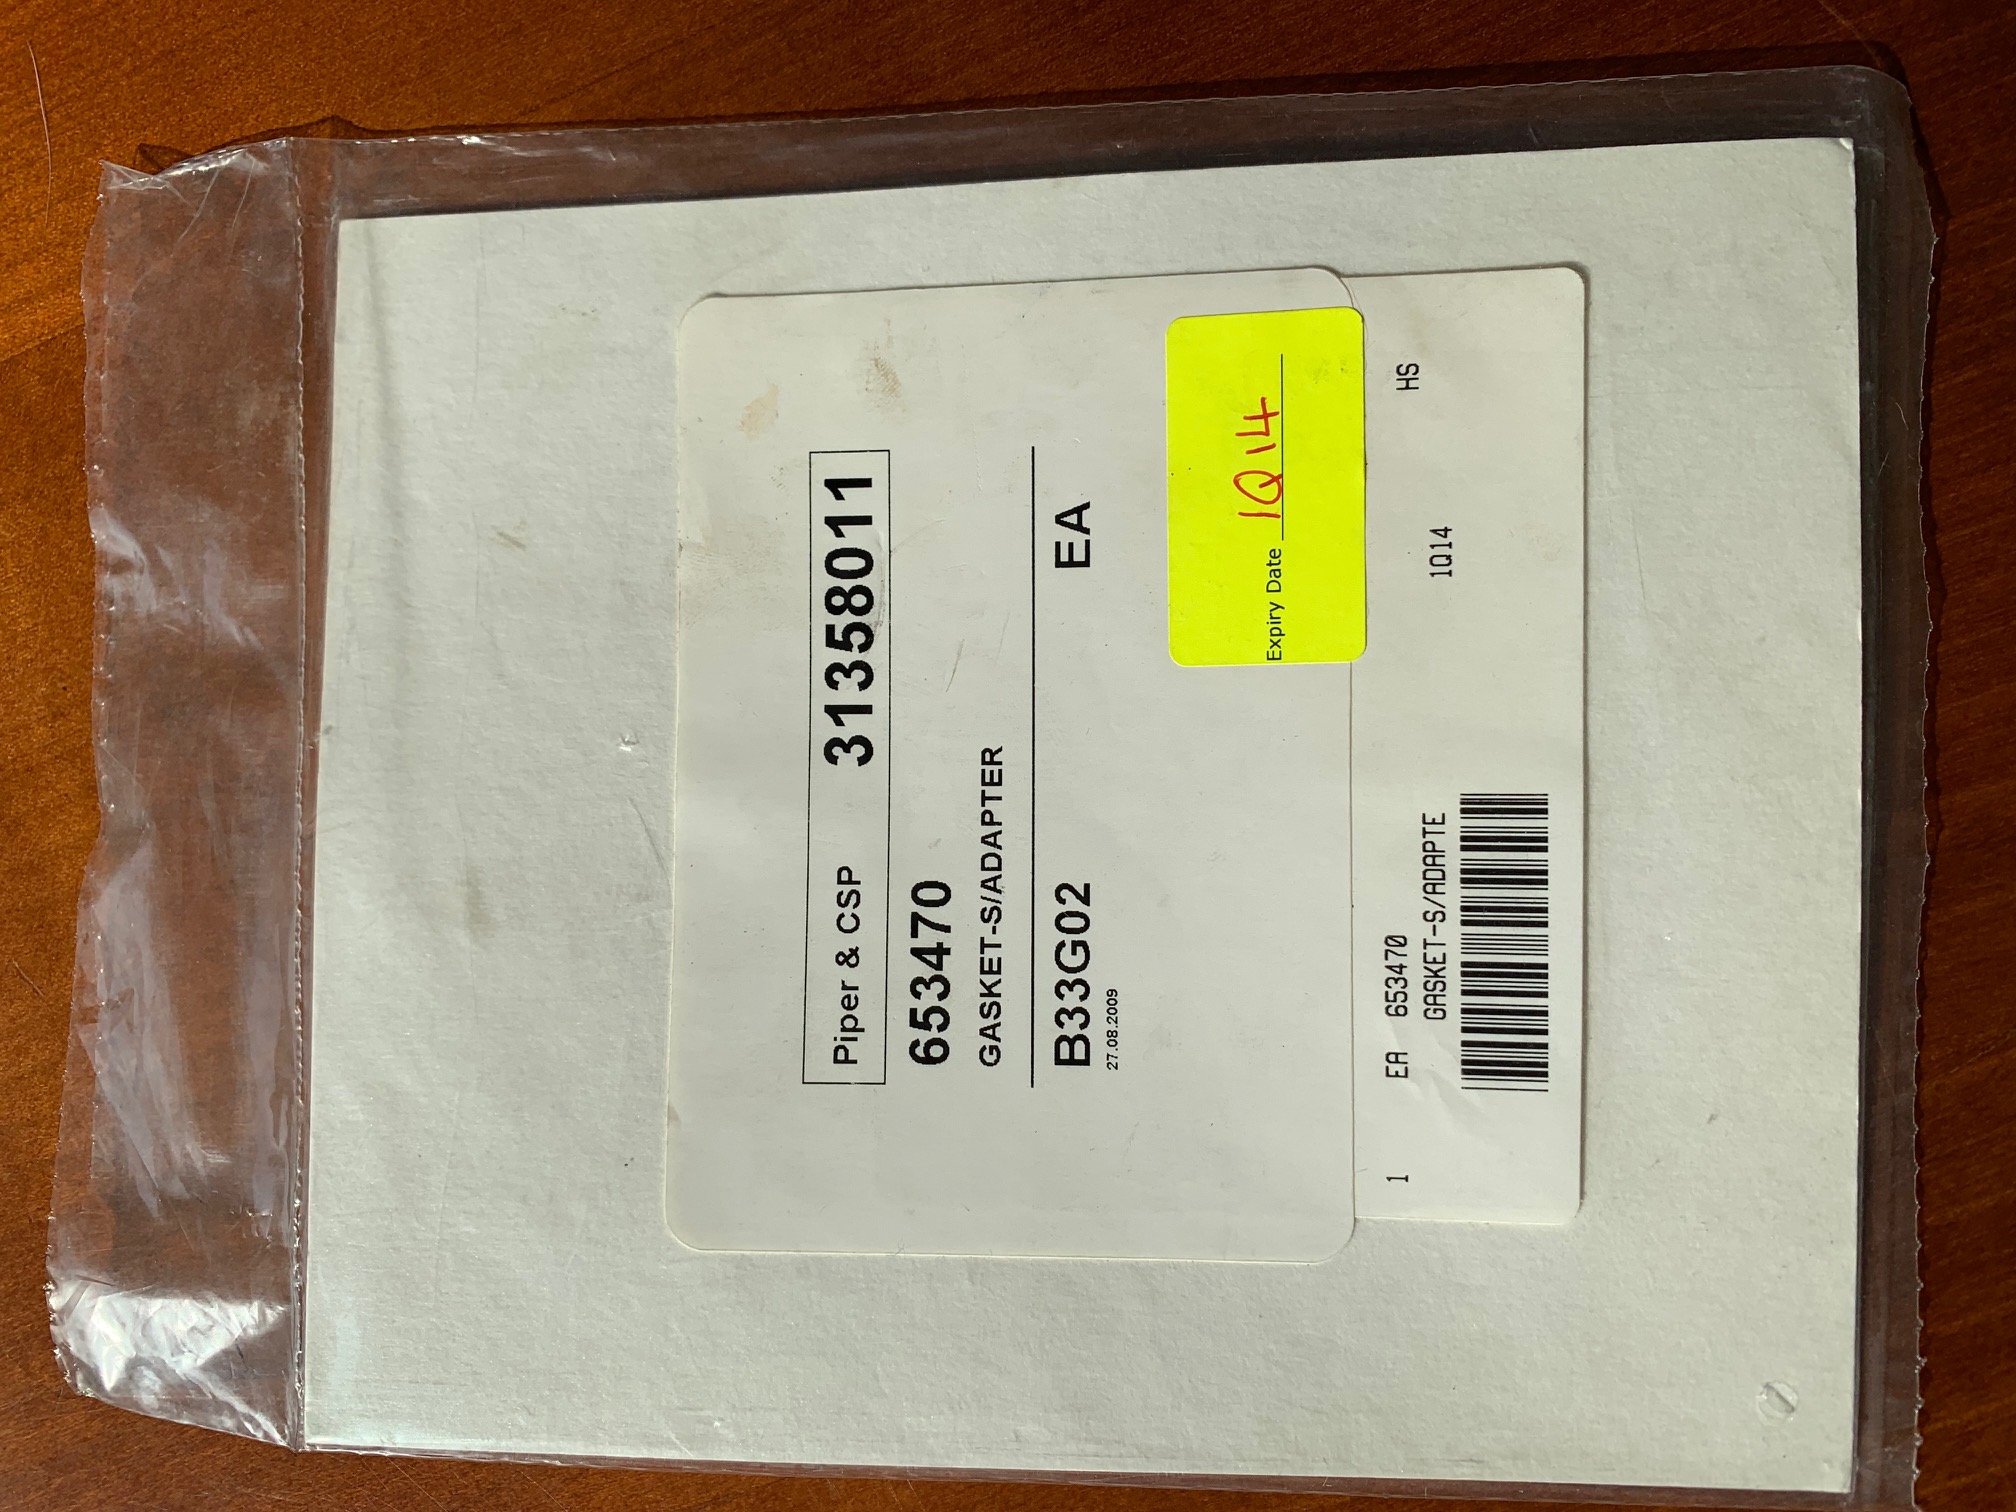 Piper & CSP 31358011
653470
GASKET-S/ADAPTER
B33G02 EA
27.08.2009
Expiry Date 1Q14
1 EA 653470 HS
GASKET-S/ADAPTE 1Q14